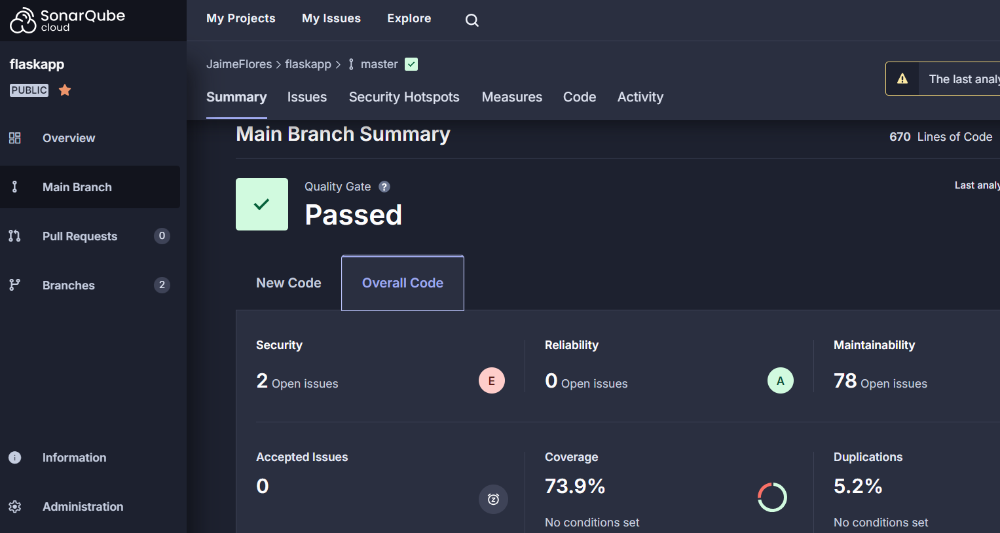 SonarQube
cloud
My Projects
My Issues
Explore
flaskapp
PUBLIC
JaimeFlores > flaskapp > master
The last analy
Summary
Issues
Security Hotspots
Measures
Code
Activity
Overview
Main Branch
Pull Requests
0
Branches
2
Information
Administration
Main Branch Summary
670 Lines of Code
Quality Gate ?
Passed
Last analy
New Code
Overall Code
Security
2 Open issues
E
Reliability
0 Open issues
A
Maintainability
78 Open issues
Accepted Issues
0
Coverage
73.9%
No conditions set
Duplications
5.2%
No conditions set